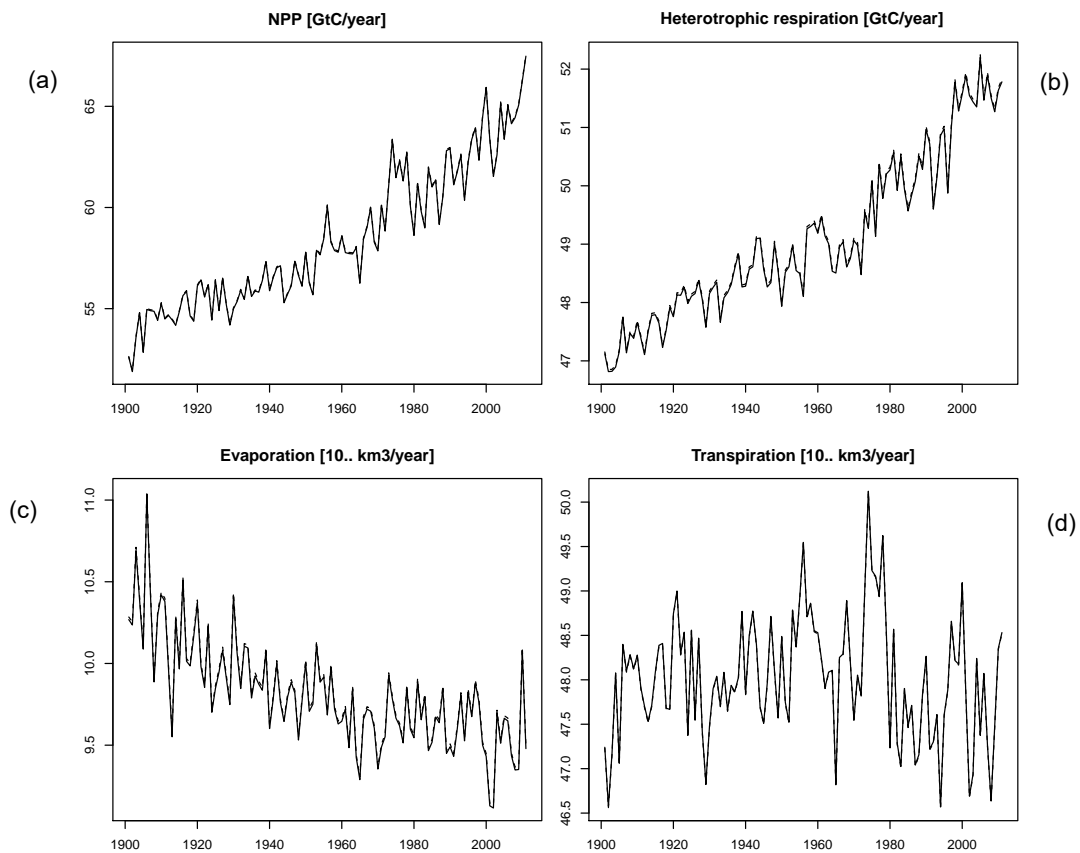 NPP [GtC/year]
Heterotrophic respiration [GtC/year]
(a)
(b)
55
60
65
47
48
49
50
51
52
1900 1920 1940 1960 1980 2000
1900 1920 1940 1960 1980 2000
Evaporation [10.. km3/year]
Transpiration [10.. km3/year]
(c)
(d)
9.5
10.0
10.5
11.0
46.5
47.0
47.5
48.0
48.5
49.0
49.5
50.0
1900 1920 1940 1960 1980 2000
1900 1920 1940 1960 1980 2000